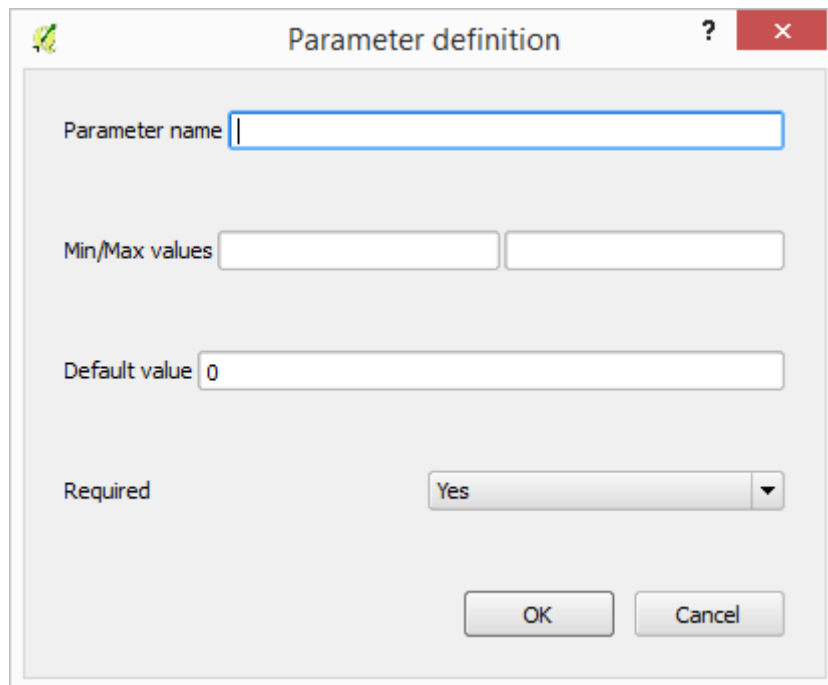 Parameter definition ?
Parameter name
Min/Max values
Default value 0
Required Yes
OK Cancel